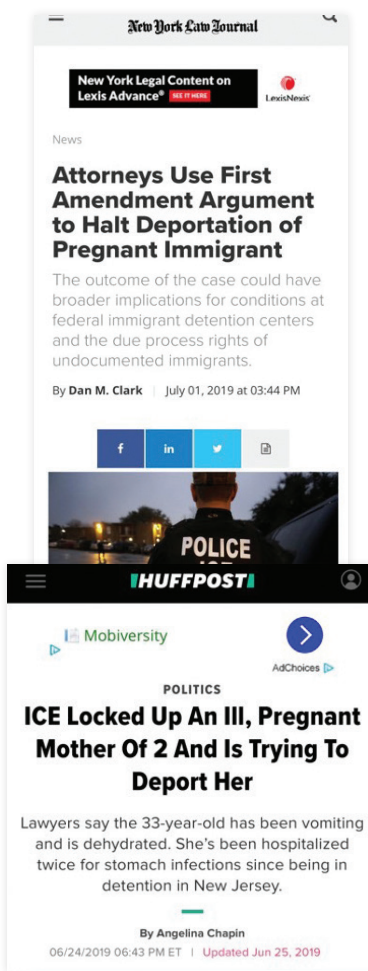 New York Law Journal
New York Legal Content on
Lexis Advance® SEE IT HERE
LexisNexis®
News
Attorneys Use First
Amendment Argument
to Halt Deportation of
Pregnant Immigrant
The outcome of the case could have
broader implications for conditions at
federal immigrant detention centers
and the due process rights of
undocumented immigrants.
By Dan M. Clark | July 01, 2019 at 03:44 PM
f in
POLICE
HUFFPOST
Mobiversity
AdChoices
POLITICS
ICE Locked Up An Ill, Pregnant
Mother Of 2 And Is Trying To
Deport Her
Lawyers say the 33-year-old has been vomiting
and is dehydrated. She’s been hospitalized
twice for stomach infections since being in
detention in New Jersey.
By Angelina Chapin
06/24/2019 06:43 PM ET | Updated Jun 25, 2019